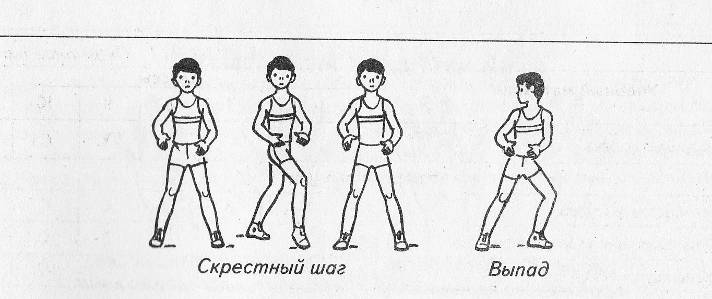 Скрестный шаг
Выпад